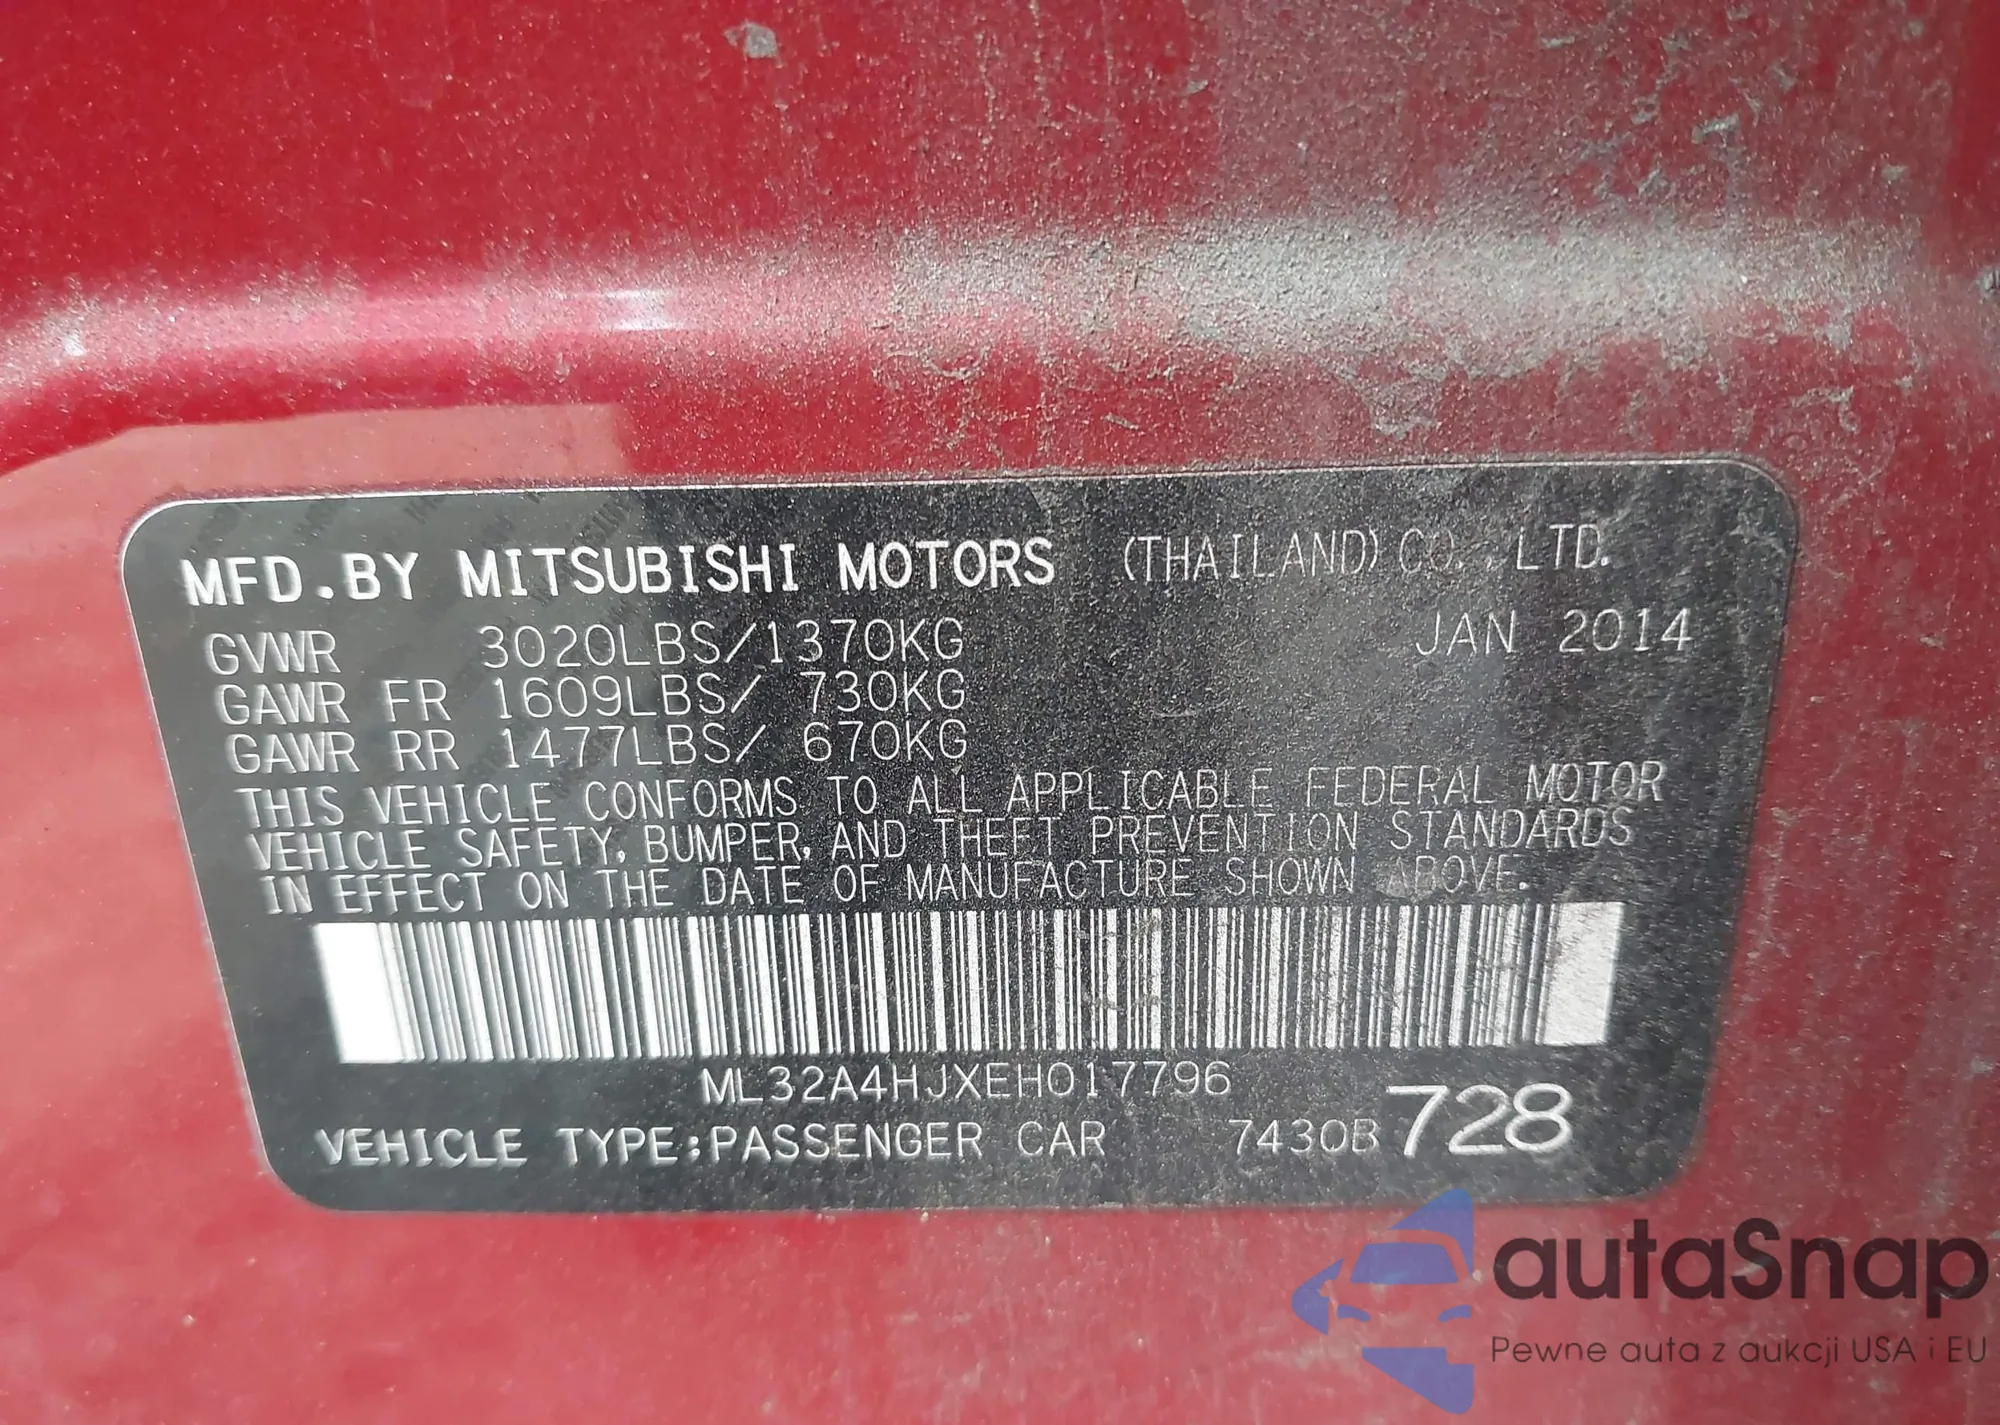 MFD.BY MITSUBISHI MOTORS (THAILAND) CO., LTD.
GVWR 3020LBS/1370KG JAN 2014
GAWR FR 1609LBS/ 730KG
GAWR RR 1477LBS/ 670KG
THIS VEHICLE CONFORMS TO ALL APPLICABLE FEDERAL MOTOR
VEHICLE SAFETY, BUMPER, AND THEFT PREVENTION STANDARDS
IN EFFECT ON THE DATE OF MANUFACTURE SHOWN ABOVE.
ML32A4HJXEH017796
VEHICLE TYPE:PASSENGER CAR 7430B 728
autaSnap
Pewne auta z aukcji USA i EU